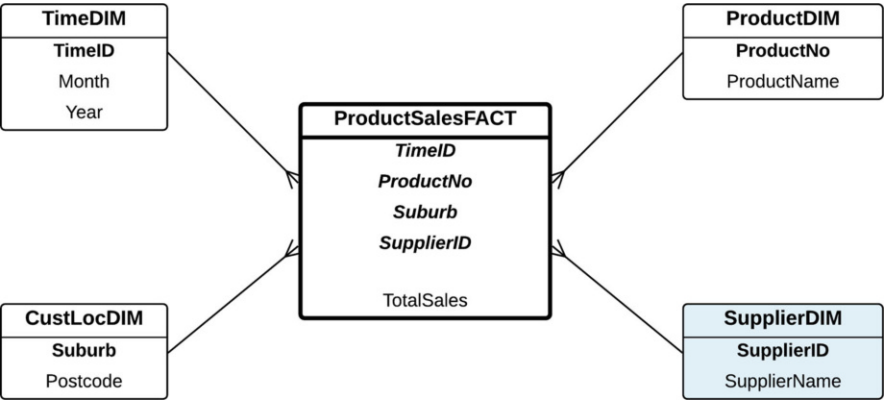 TimeDIM
TimeID
Month
Year
ProductDIM
ProductNo
ProductName
ProductSalesFACT
TimeID
ProductNo
Suburb
SupplierID
TotalSales
CustLocDIM
Suburb
Postcode
SupplierDIM
SupplierID
SupplierName